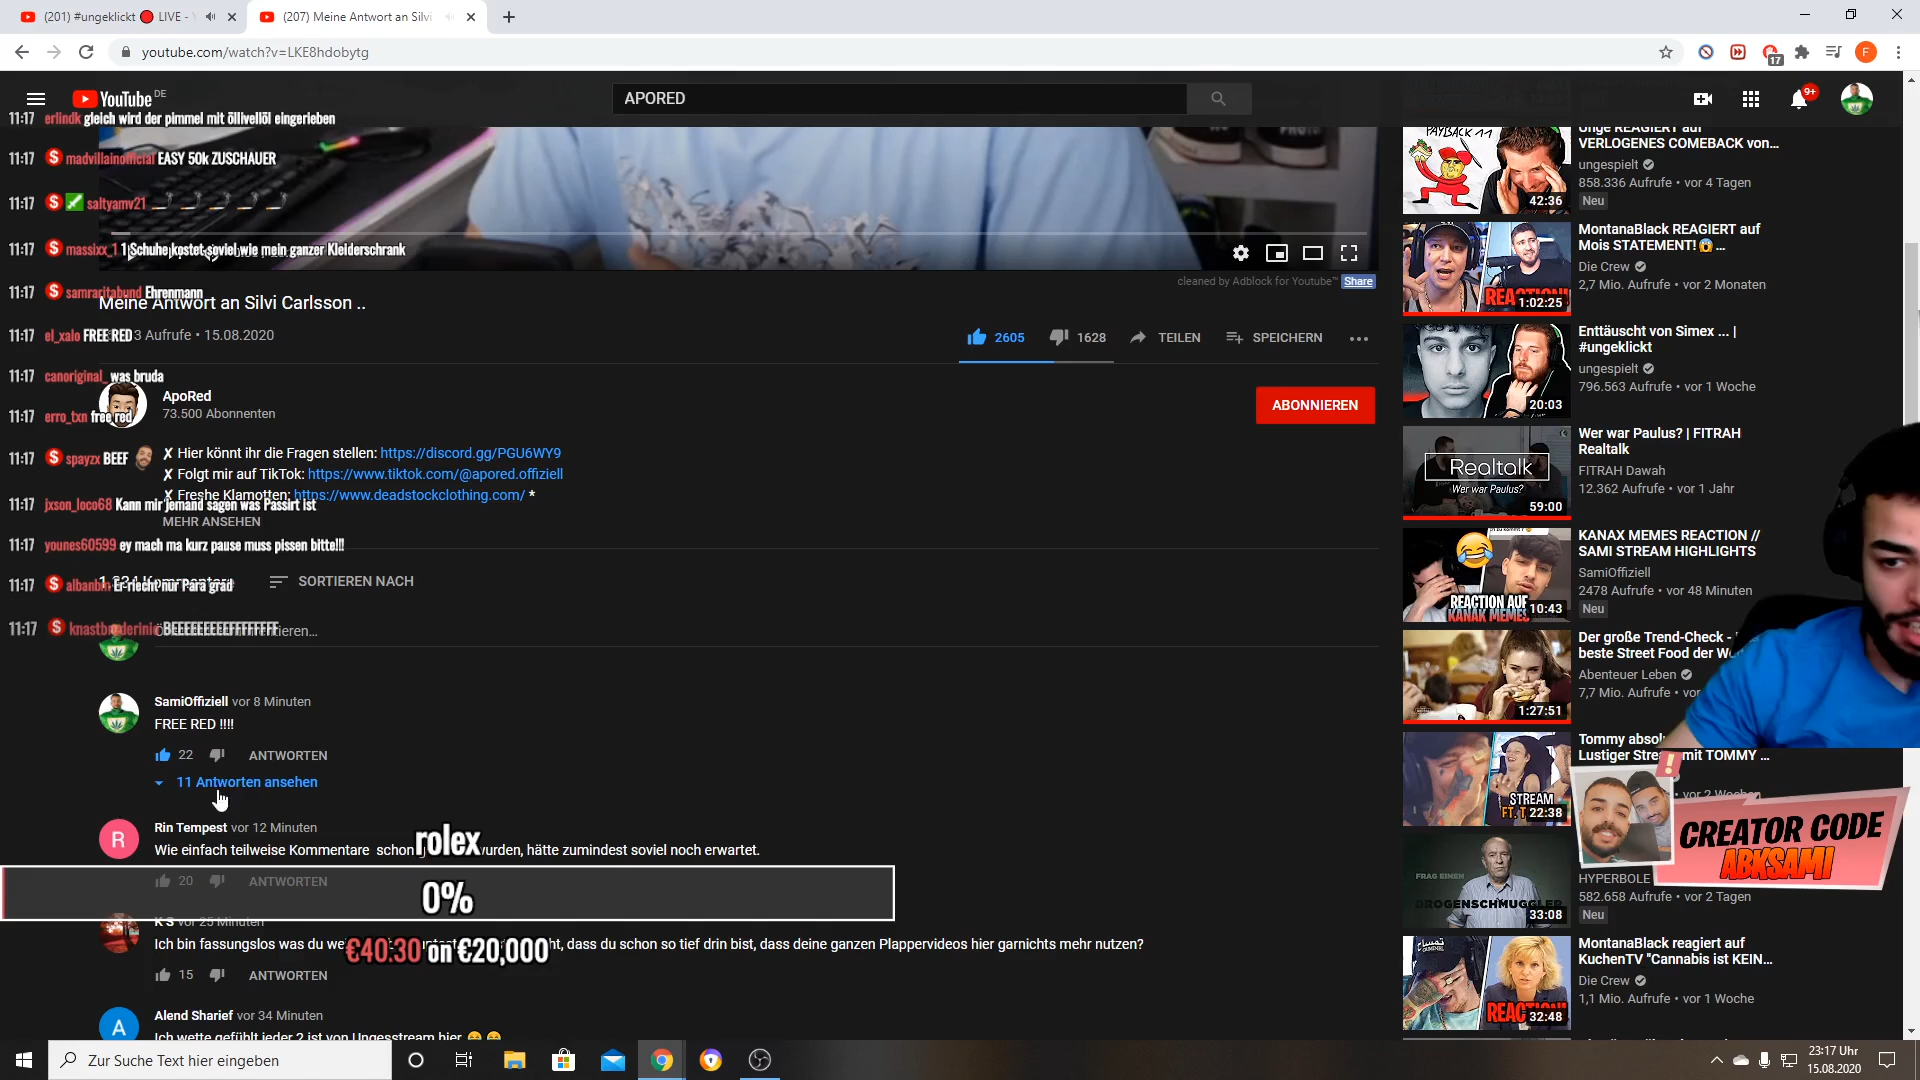 (201) #ungeklickt 🔴 LIVE -
(207) Meine Antwort an Silvi
youtube.com/watch?v=LKE8hdobytg
17
F
YouTube DE
APORED
9+
11:17 erlindk gleich wird der pimmel mit öllivellöl eingerieben
11:17 madvillainofficial EASY 50k ZUSCHAUER
11:17 saltyamv21
11:17 massixx_1 1 Schuhe kostet soviel wie mein ganzer Kleiderschrank
cleaned by Adblock for Youtube™ Share
11:17 samraritabund Ehrenmann
Meine Antwort an Silvi Carlsson ..
11:17 el_xalo FREE RED
3 Aufrufe • 15.08.2020
2605
1628
TEILEN
SPEICHERN
11:17 canoriginal_ was bruda
ApoRed
73.500 Abonnenten
ABONNIEREN
11:17 erro_txn free red
11:17 spayzx BEEF
✗ Hier könnt ihr die Fragen stellen: https://discord.gg/PGU6WY9
✗ Folgt mir auf TikTok: https://www.tiktok.com/@apored.offiziell
✗ Freshe Klamotten: https://www.deadstockclothing.com/ *
11:17 jxson_loco68 Kann mir jemand sagen was Passirt ist
MEHR ANSEHEN
11:17 younes60599 ey mach ma kurz pause muss pissen bitte!!!
11:17 albanbn Er riecht nur Para grad
SORTIEREN NACH
11:17 knastbruderinio BEEEEEEEEFFFFFFFFF
SamiOffiziell vor 8 Minuten
FREE RED !!!!
22
ANTWORTEN
11 Antworten ansehen
R
Rin Tempest vor 12 Minuten
Wie einfach teilweise Kommentare schon
hätte zumindest soviel noch erwartet.
20
ANTWORTEN
rolex
0%
€40.30 on €20,000
K S vor 25 Minuten
Ich bin fassungslos was du
dass du schon so tief drin bist, dass deine ganzen Plappervideos hier garnichts mehr nutzen?
15
ANTWORTEN
A
Alend Sharief vor 34 Minuten
Ich wette gefühlt jeder 2 ist von Ungesstream hier
PAYBACK 11
42:36
Unge REAGIERT auf
VERLOGENES COMEBACK von...
ungespielt
858.336 Aufrufe • vor 4 Tagen
Neu
REACTION!
1:02:25
MontanaBlack REAGIERT auf
Mois STATEMENT! 😱 ...
Die Crew
2,7 Mio. Aufrufe • vor 2 Monaten
20:03
Enttäuscht von Simex ... |
#ungeklickt
ungespielt
796.563 Aufrufe • vor 1 Woche
Realtalk
Wer war Paulus?
59:00
Wer war Paulus? | FITRAH
Realtalk
FITRAH Dawah
12.362 Aufrufe • vor 1 Jahr
REACTION AUF
KANAK MEMES
10:43
KANAX MEMES REACTION //
SAMI STREAM HIGHLIGHTS
SamiOffiziell
2478 Aufrufe • vor 48 Minuten
Neu
1:27:51
Der große Trend-Check -
beste Street Food der
Abenteuer Leben
7,7 Mio. Aufrufe
STREAM
FT. T
22:38
Tommy
Lustiger mit TOMMY ...
vor 2 Wochen
!
CREATOR CODE
ABKSAMI
FRAG EINEN
DROGENSCHMUGGLER
33:08
HYPERBOLE
582.658 Aufrufe • vor 2 Tagen
Neu
32:48
MontanaBlack reagiert auf
KuchenTV "Cannabis ist KEIN...
Die Crew
1,1 Mio. Aufrufe • vor 1 Woche
Zur Suche Text hier eingeben
23:17 Uhr
15.08.2020